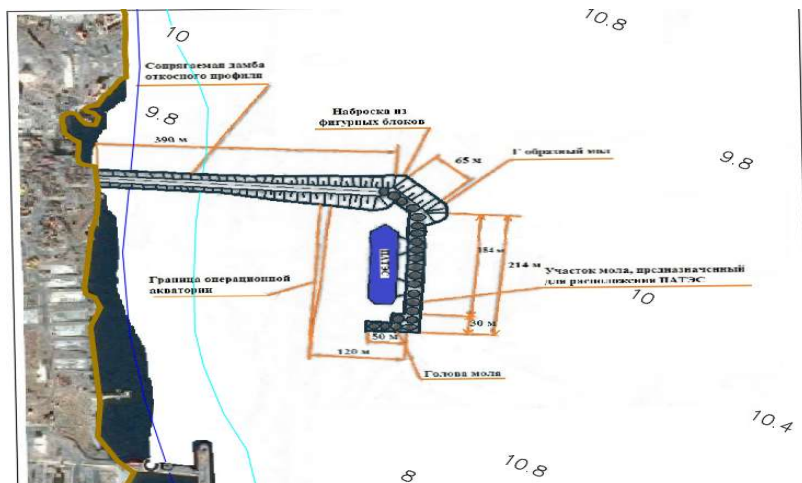 10.8
10
Сопрягаемая дамба
откосного профиля
Наброска из
фигурных блоков
9.8
390 м
65 м
Г образный мол
9.8
184 м
214 м
ПАТЭС
Граница операционной
акватории
Участок мола, предназначенный
для расположения ПАТЭС
10
30 м
50 м
120 м
Голова мола
10.4
10.8
8